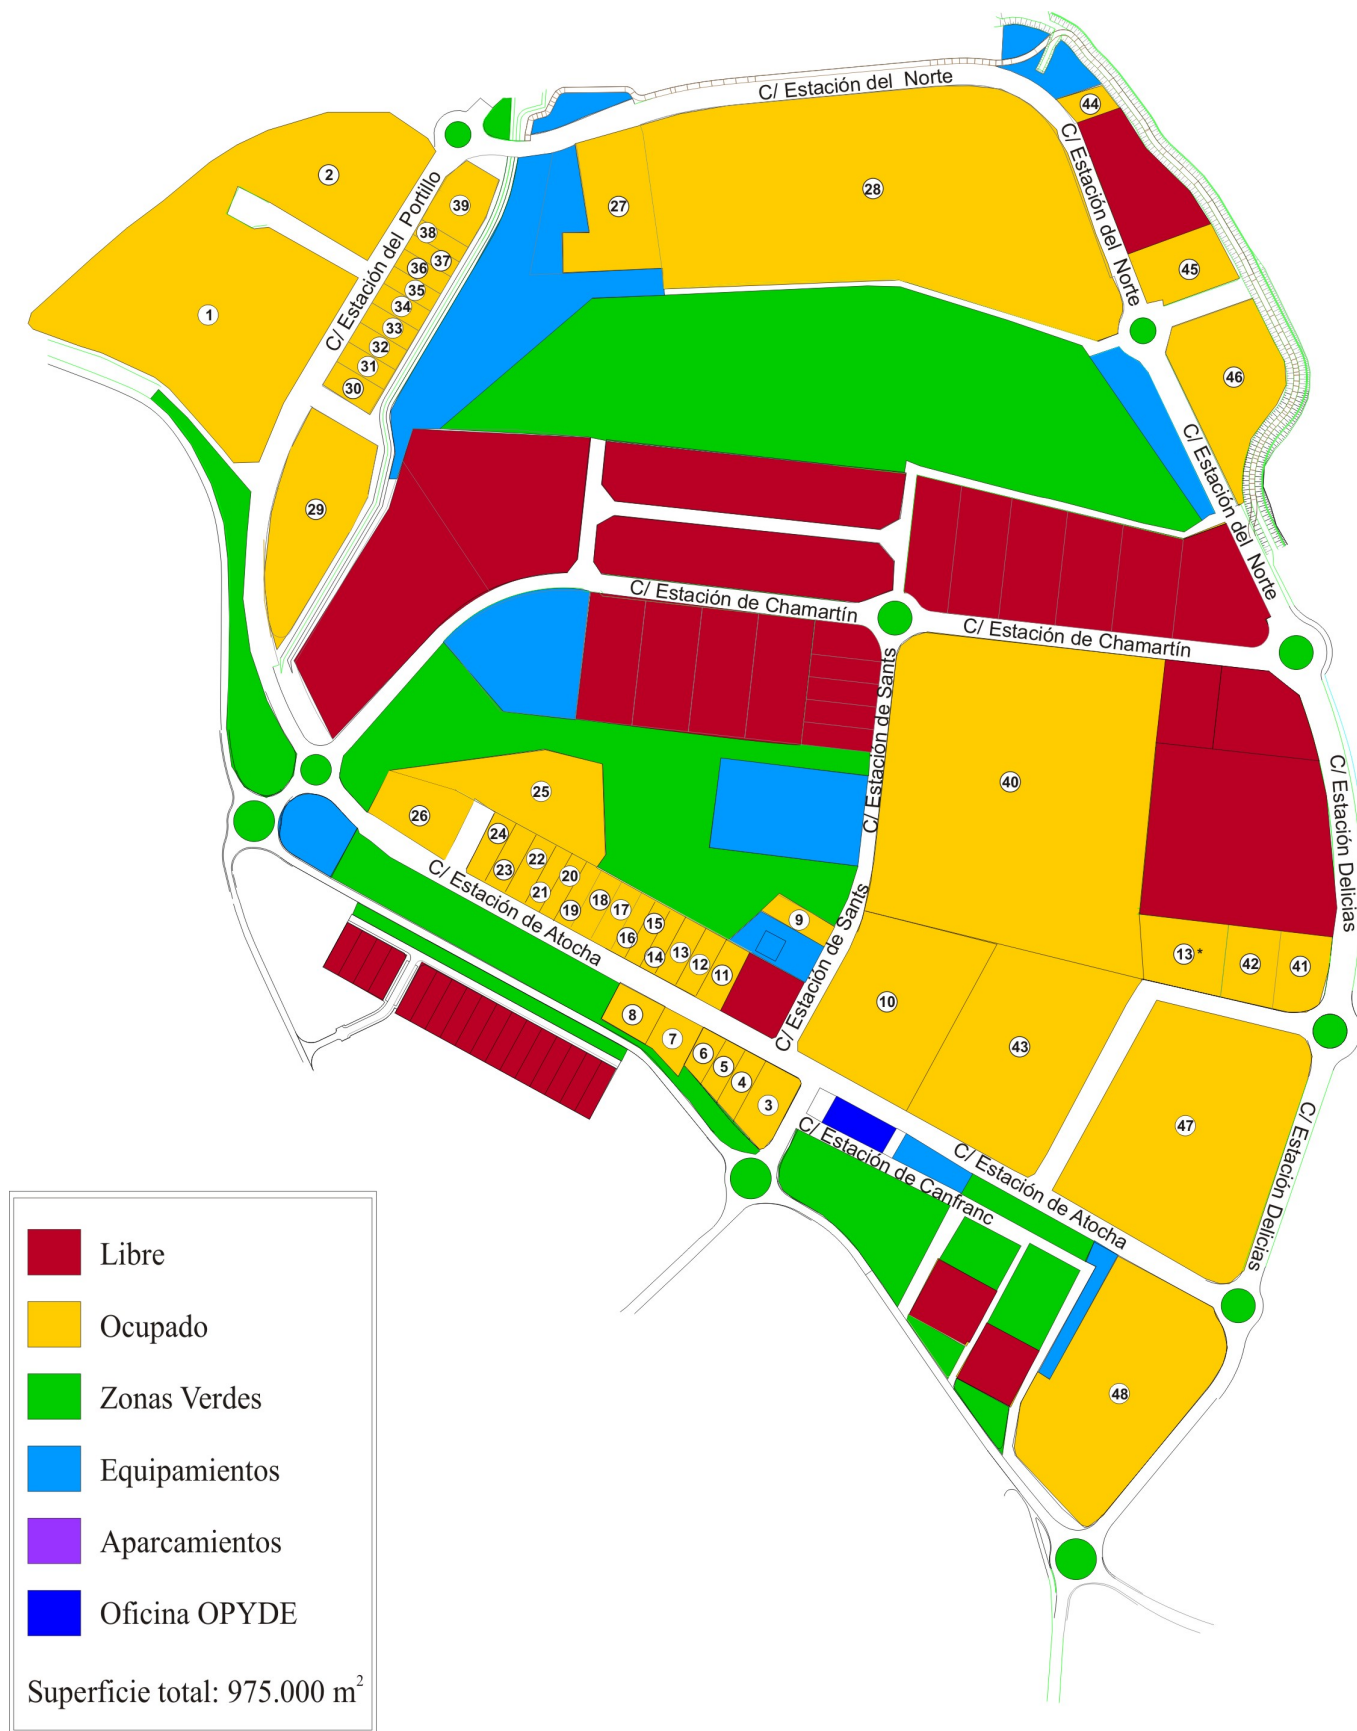 C/ Estación del Norte
44
2
C/ Estación del Norte
28
39
27
C/ Estación del Portillo
38
37
36
45
35
34
1
33
32
31
46
30
C/ Estación del Norte
29
C/ Estación de Chamartín
C/ Estación de Chamartín
C/ Estación de Sants
40
25
C/ Estación Delicias
26
24
22
23
20
21
18
17
19
15
9
C/ Estación de Atocha
16
13
14
12
11
C/ Estación de Sants
13*
42
41
10
8
7
43
6
5
4
3
47
C/ Estación de Canfranc
C/ Estación de Atocha
C/ Estación Delicias
48
Libre
Ocupado
Zonas Verdes
Equipamientos
Aparcamientos
Oficina OPYDE
Superficie total: 975.000 m²